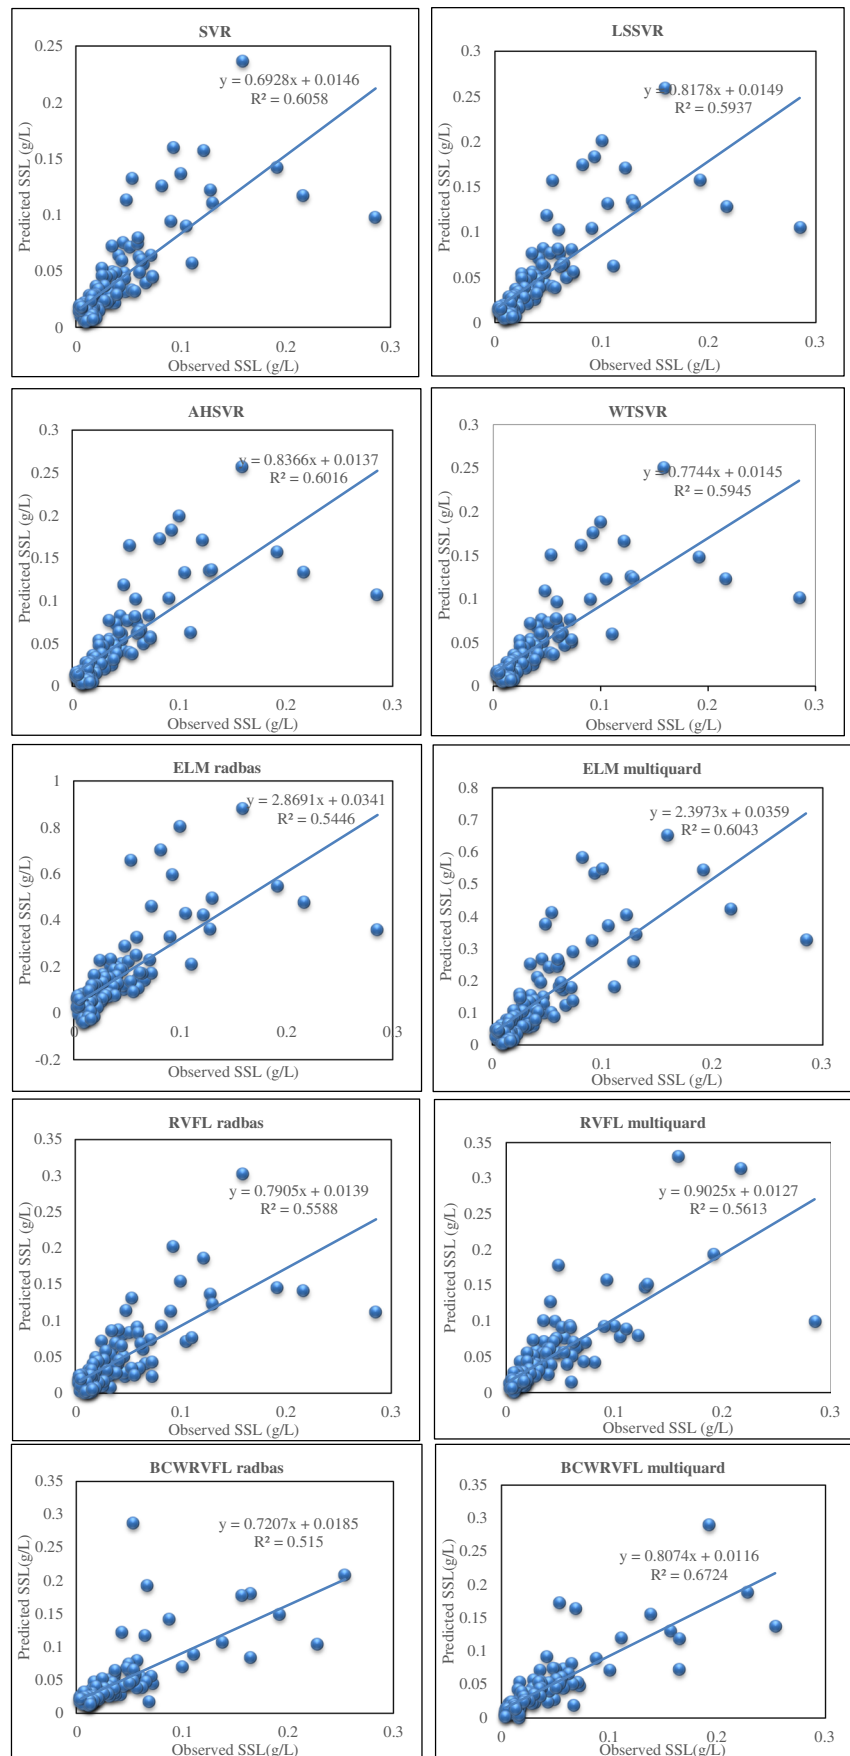 SVR
0.25
0.2
0.15
0.1
0.05
0
y = 0.6928x + 0.0146
R² = 0.6058
0 0.1 0.2 0.3
Predicted SSL (g/L)
Observed SSL (g/L)
LSSVR
0.3
0.25
0.2
0.15
0.1
0.05
0
y = 0.8178x + 0.0149
R² = 0.5937
0 0.1 0.2 0.3
Predicted SSL (g/L)
Observed SSL (g/L)
AHSVR
0.3
0.25
0.2
0.15
0.1
0.05
0
y = 0.8366x + 0.0137
R² = 0.6016
0 0.1 0.2 0.3
Predicted SSL (g/L)
Observed SSL (g/L)
WTSVR
0.3
0.25
0.2
0.15
0.1
0.05
0
y = 0.7744x + 0.0145
R² = 0.5945
0 0.1 0.2 0.3
Predicted SSL (g/L)
Observerd SSL (g/L)
ELM radbas
1
0.8
0.6
0.4
0.2
0
-0.2
y = 2.8691x + 0.0341
R² = 0.5446
0 0.1 0.2 0.3
Predicted SSL (g/L)
Observed SSL (g/L)
ELM multiquard
0.8
0.7
0.6
0.5
0.4
0.3
0.2
0.1
0
y = 2.3973x + 0.0359
R² = 0.6043
0 0.1 0.2 0.3
Predicted SSL (g/L)
Observed SSL (g/L)
RVFL radbas
0.35
0.3
0.25
0.2
0.15
0.1
0.05
0
y = 0.7905x + 0.0139
R² = 0.5588
0 0.1 0.2 0.3
Predicted SSL (g/L)
Observed SSL (g/L)
RVFL multiquard
0.35
0.3
0.25
0.2
0.15
0.1
0.05
0
y = 0.9025x + 0.0127
R² = 0.5613
0 0.1 0.2 0.3
Predicted SSL (g/L)
Observed SSL (g/L)
BCWRVFL radbas
0.35
0.3
0.25
0.2
0.15
0.1
0.05
0
y = 0.7207x + 0.0185
R² = 0.515
0 0.1 0.2 0.3
Predicted SSL(g/L)
Observed SSL(g/L)
BCWRVFL multiquard
0.35
0.3
0.25
0.2
0.15
0.1
0.05
0
y = 0.8074x + 0.0116
R² = 0.6724
0 0.1 0.2 0.3
Predicted SSL(g/L)
Observed SSL(g/L)